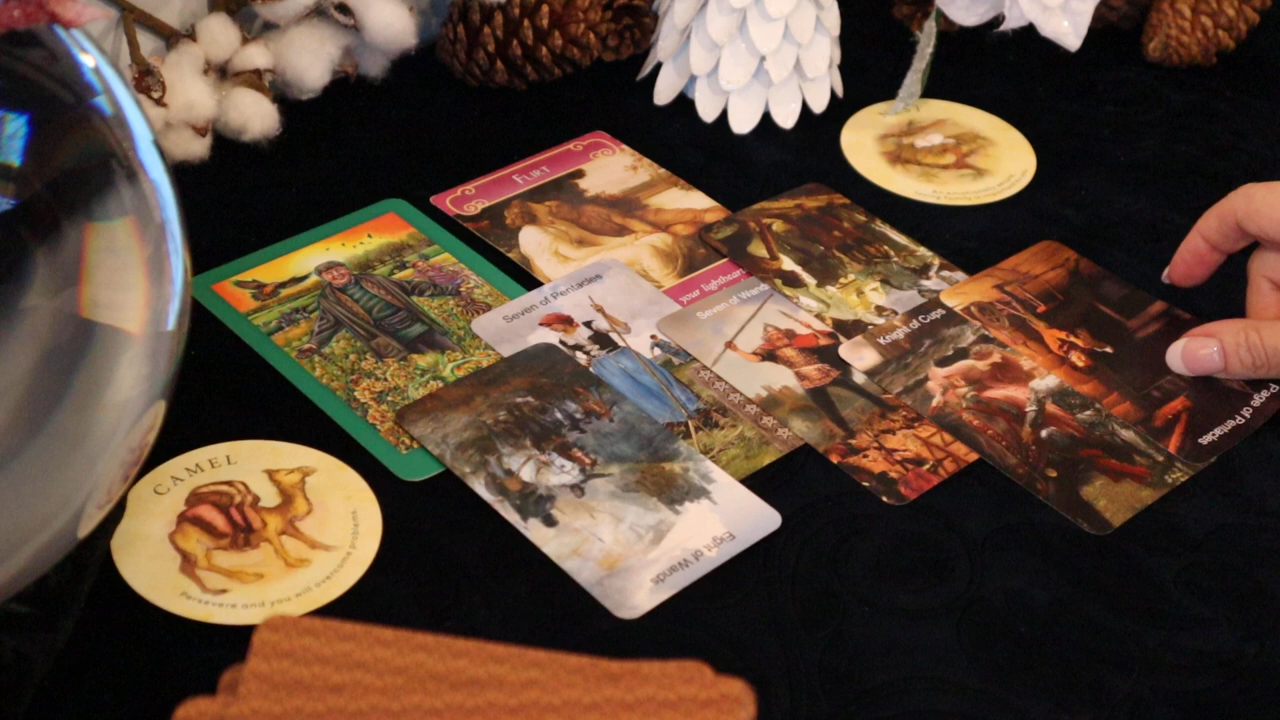 FLIRT
your lightheart
Seven of Pentacles
Seven of Wands
Knight of Cups
Page of Pentacles
Eight of Wands
CAMEL
Persevere and you will overcome problems.